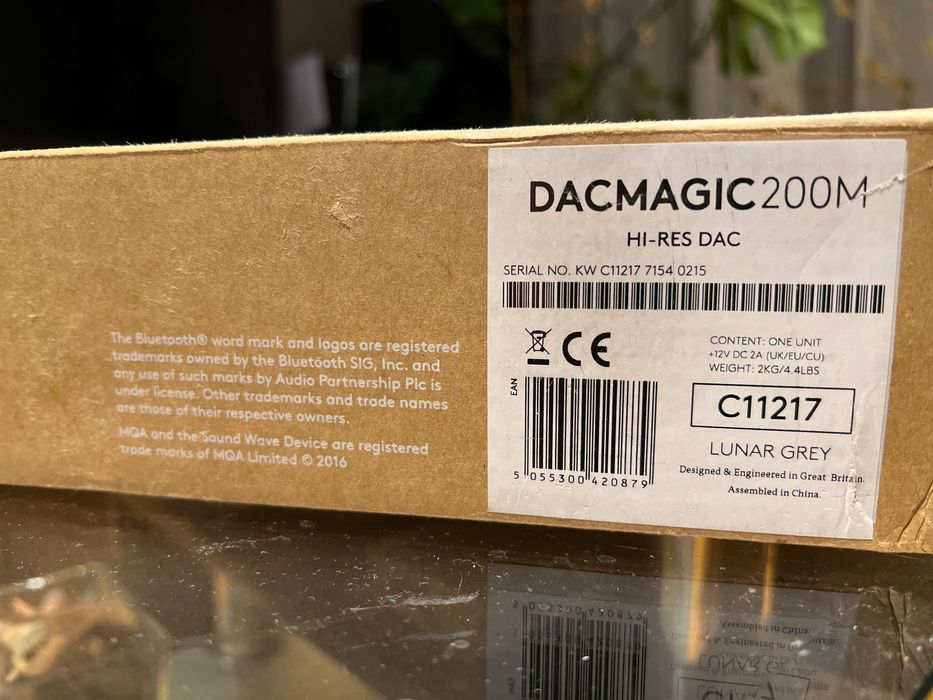 The Bluetooth® word mark and logos are registered
trademarks owned by the Bluetooth SIG, Inc. and
any use of such marks by Audio Partnership Plc is
under license. Other trademarks and trade names
are those of their respective owners.
MQA and the Sound Wave Device are registered
trade marks of MQA Limited © 2016
DACMAGIC200M
HI-RES DAC
SERIAL NO. KW C11217 7154 0215
CE
CONTENT: ONE UNIT
+12V DC 2A (UK/EU/CU)
WEIGHT: 2KG/4.4LBS
EAN
5 055300 420879
C11217
LUNAR GREY
Designed & Engineered in Great Britain.
Assembled in China.